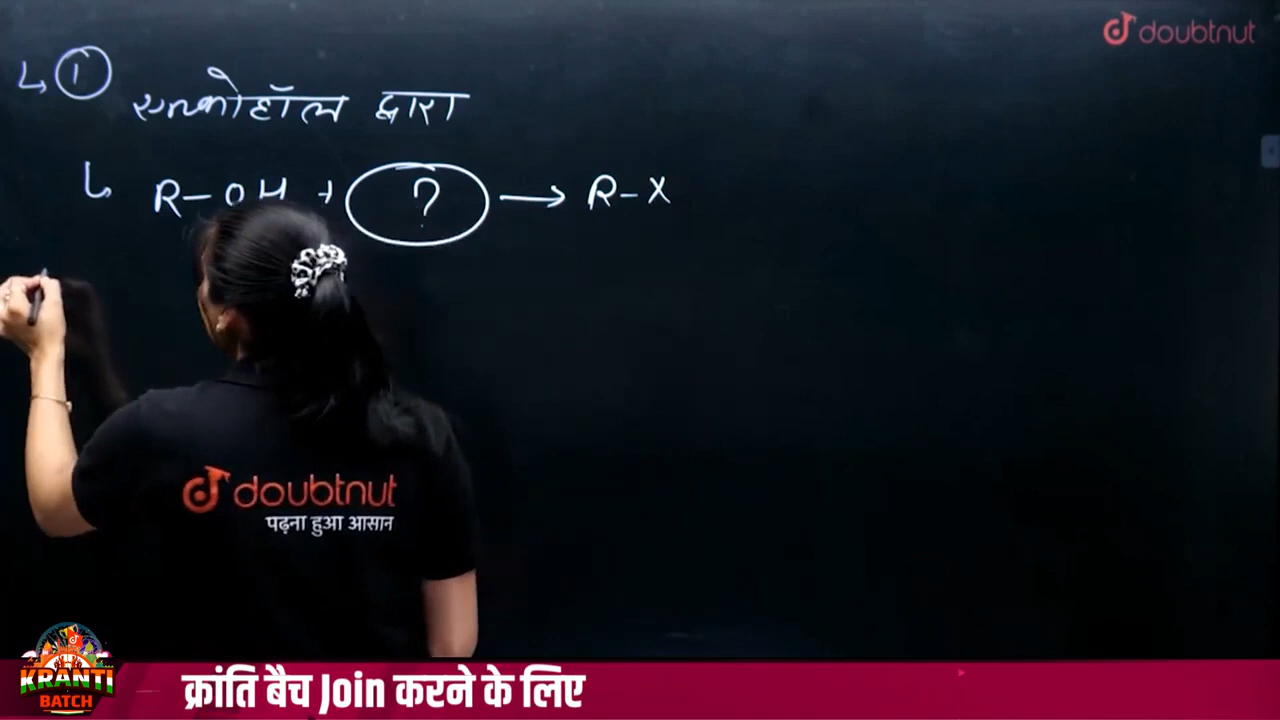 doubtnut
↳ ① एल्कोहॉल द्वारा
↳ R-OH + ? → R-X
doubtnut
पढ़ना हुआ आसान
KRANTI
BATCH
क्रांति बैच Join करने के लिए